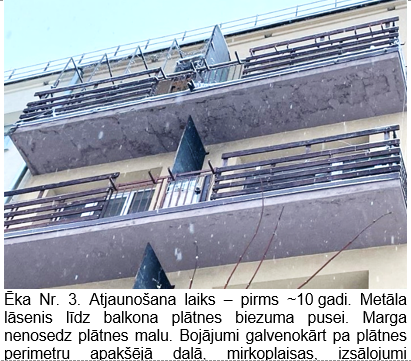 Ēka Nr. 3. Atjaunošana laiks – pirms ~10 gadi. Metāla
lāsenis līdz balkona plātnes biezuma pusei. Marga
nenosedz plātnes malu. Bojājumi galvenokārt pa plātnes
perimetru apakšējā daļā, mirkoplaisas, izsālojumi